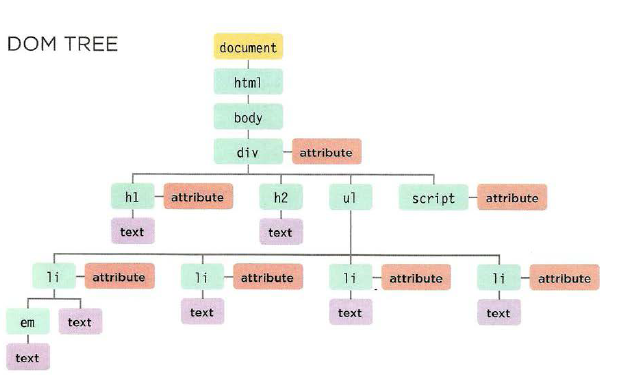 DOM TREE
document
html
body
div attribute
h1 attribute h2 ul script attribute
text text
li attribute li attribute li attribute li attribute
em text text text text
text